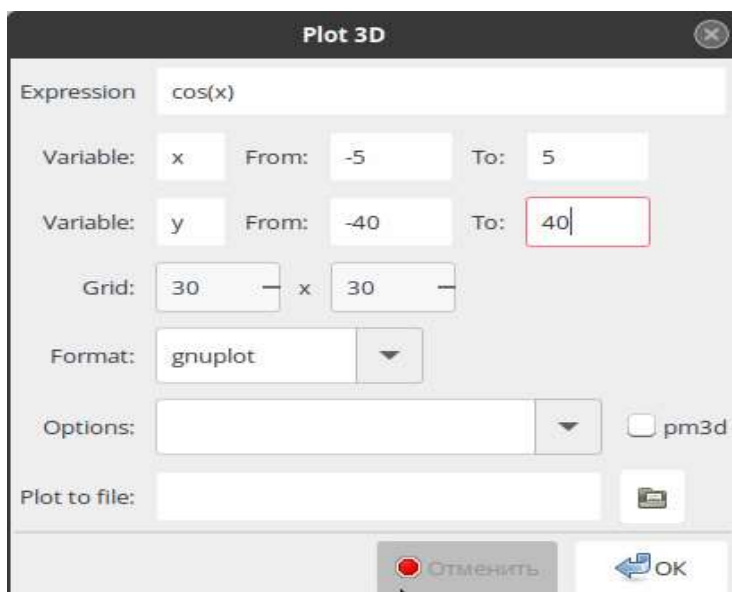 Plot 3D
Expression cos(x)
Variable: x From: -5 To: 5
Variable: y From: -40 To: 40
Grid: 30 x 30
Format: gnuplot
Options: pm3d
Plot to file:
Отменить OK